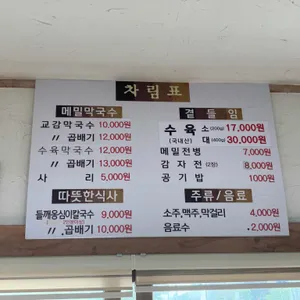 차림표
메밀막국수
교감막국수 10,000원
〃 곱배기 12,000원
수육막국수 12,000원
〃 곱배기 13,000원
사 리 5,000원
따뜻한식사
들깨옹심이칼국수 9,000원
〃 곱배기 10,000원
곁들임
수 육 소(200g) 17,000원
(국내산) 대(400g) 30,000원
메밀전병 7,000원
감 자 전 (2장) 8,000원
공 기 밥 1000원
주류/음료
소주,맥주,막걸리 4,000원
음료수 2,000원